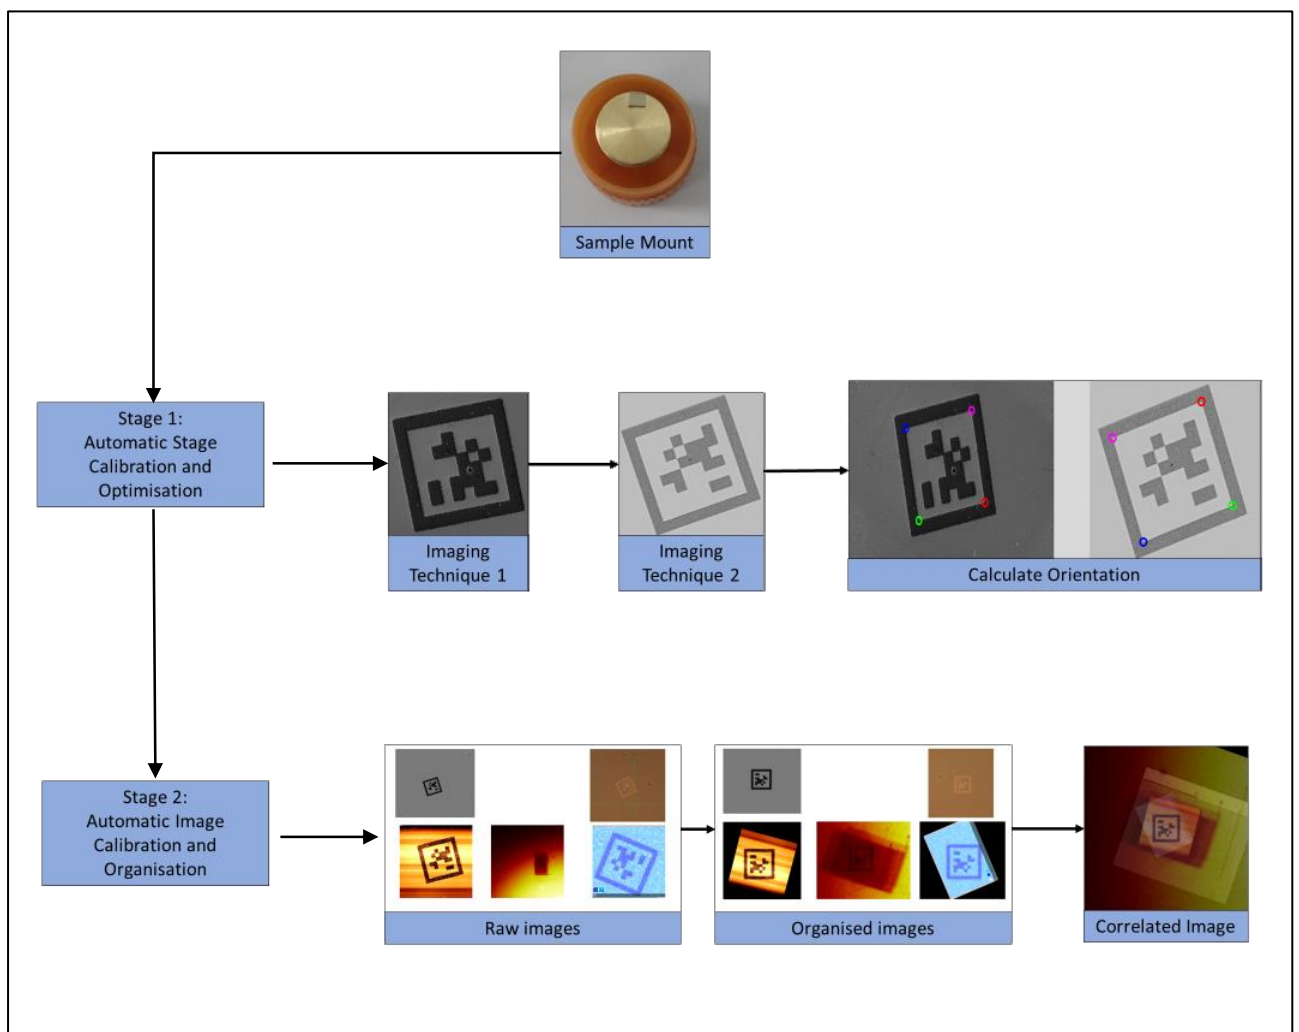 Sample Mount
Stage 1:
Automatic Stage
Calibration and
Optimisation
Imaging
Technique 1
Imaging
Technique 2
Calculate Orientation
Stage 2:
Automatic Image
Calibration and
Organisation
Raw images
Organised images
Correlated Image